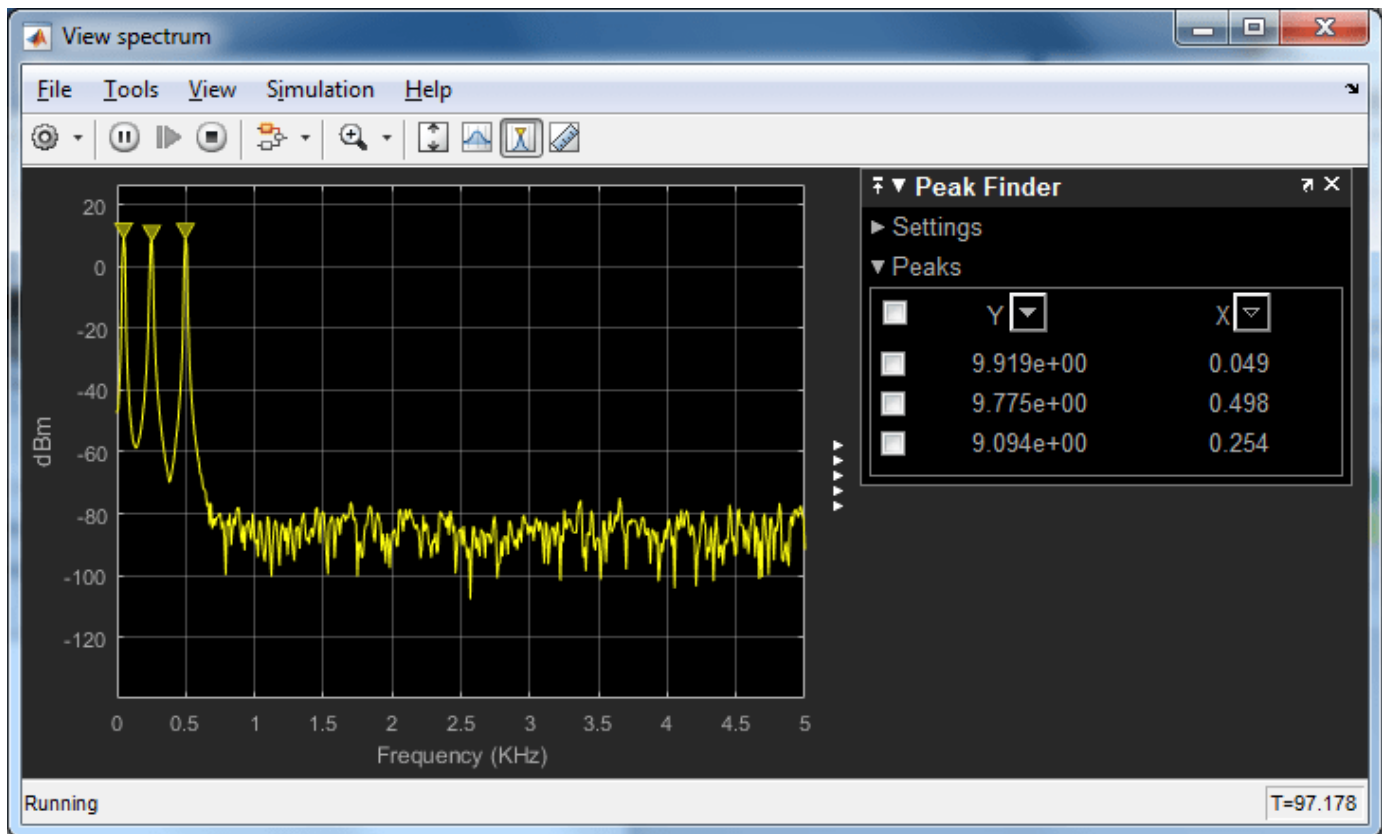 View spectrum
File Tools View Simulation Help
20
0
-20
-40
-60
-80
-100
-120
dBm
0 0.5 1 1.5 2 2.5 3 3.5 4 4.5 5
Frequency (KHz)
Peak Finder
Settings
Peaks
Y X
9.919e+00 0.049
9.775e+00 0.498
9.094e+00 0.254
Running T=97.178